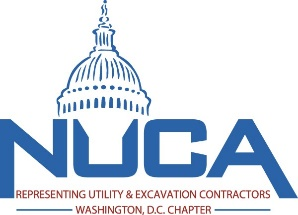 NUCA
REPRESENTING UTILITY & EXCAVATION CONTRACTORS
WASHINGTON, D.C. CHAPTER